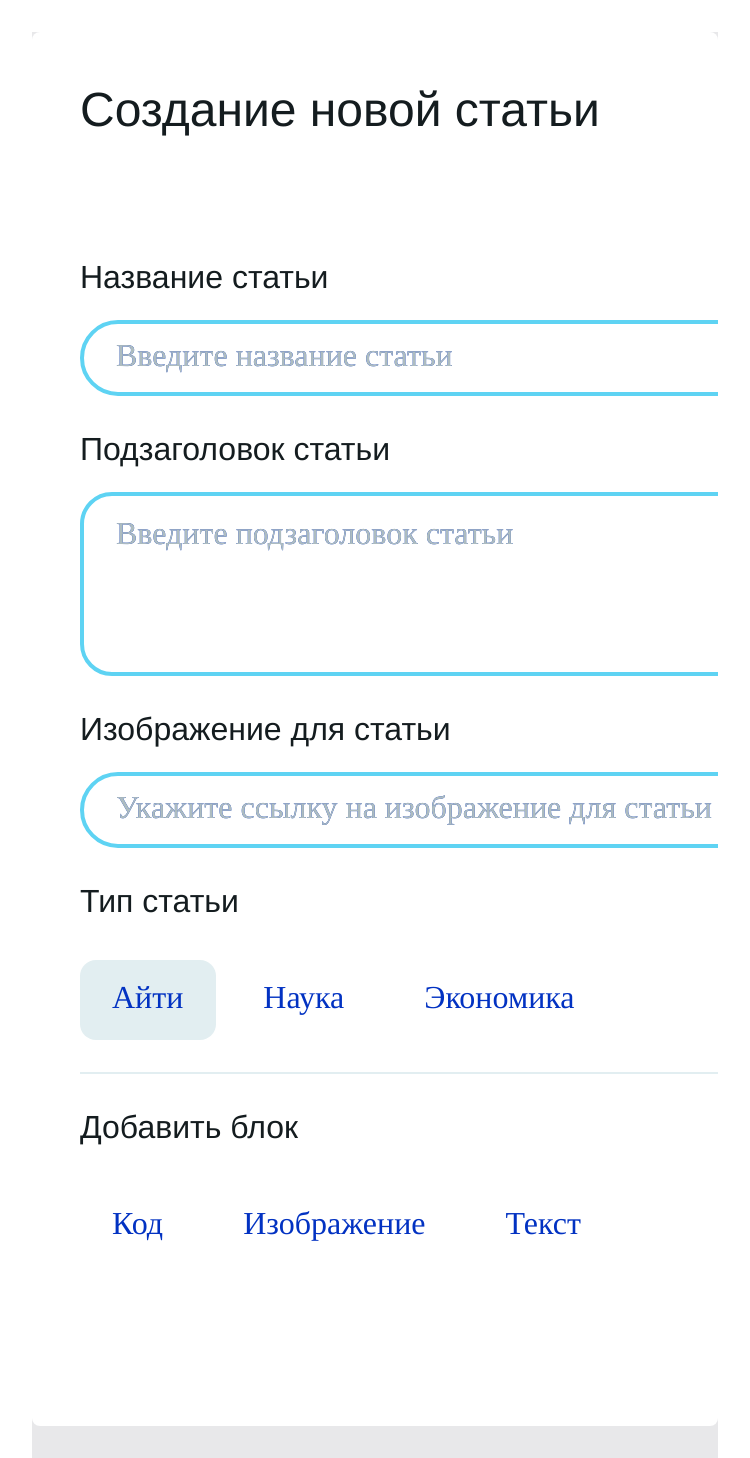 Создание новой статьи
Название статьи
Введите название статьи
Подзаголовок статьи
Введите подзаголовок статьи
Изображение для статьи
Укажите ссылку на изображение для статьи
Тип статьи
Айти Наука Экономика
Добавить блок
Код Изображение Текст